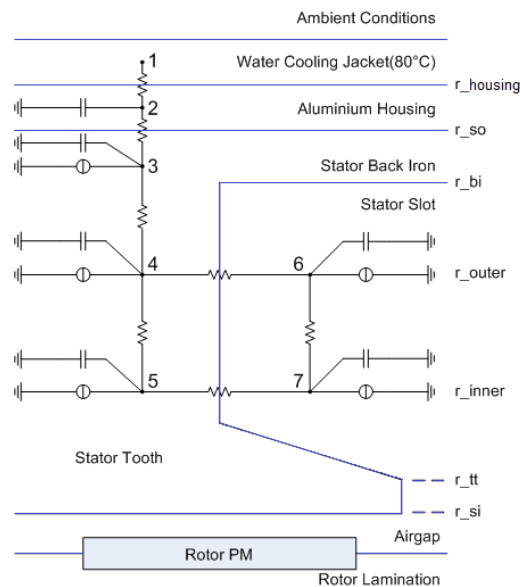 Ambient Conditions
1
Water Cooling Jacket(80°C)
r_housing
2
Aluminium Housing
r_so
3
Stator Back Iron
r_bi
Stator Slot
4
6
r_outer
5
7
r_inner
Stator Tooth
r_tt
r_si
Airgap
Rotor PM
Rotor Lamination